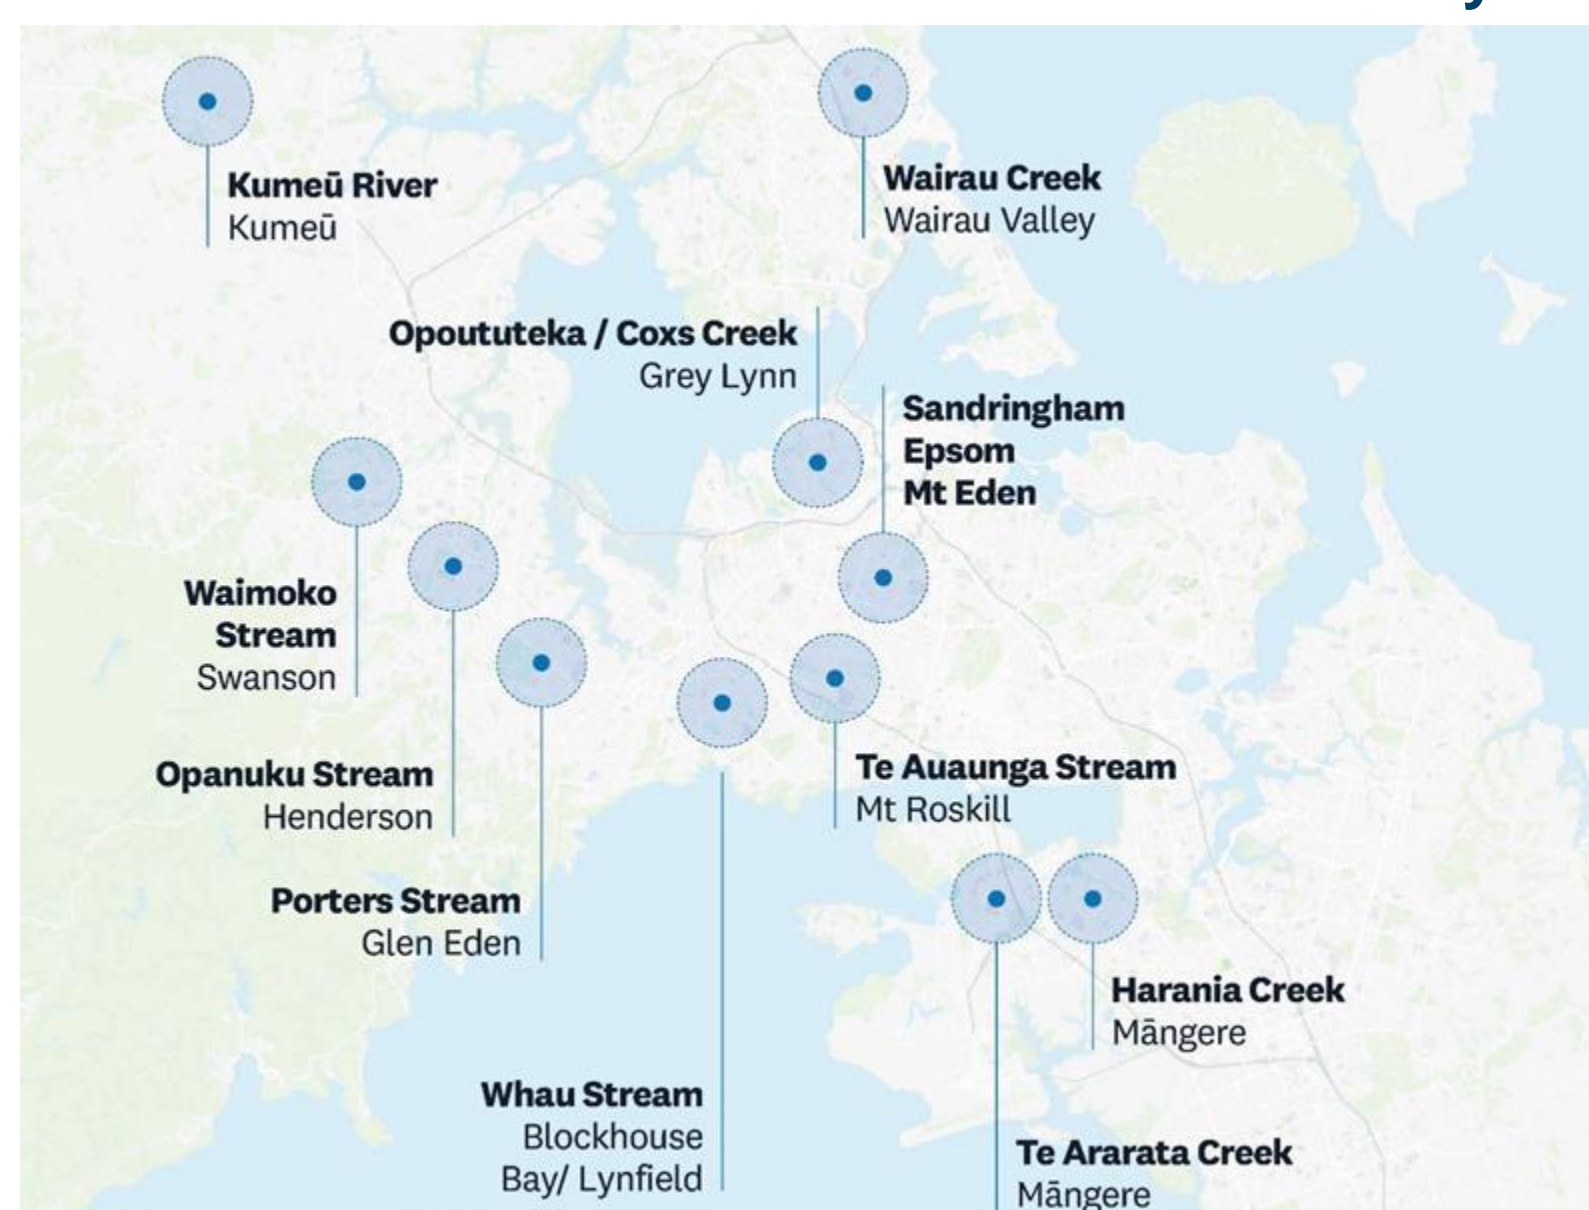 Kumeū River
Kumeū
Wairau Creek
Wairau Valley
Opoututeka / Coxs Creek
Grey Lynn
Sandringham
Epsom
Mt Eden
Waimoko
Stream
Swanson
Opanuku Stream
Henderson
Te Auaunga Stream
Mt Roskill
Porters Stream
Glen Eden
Harania Creek
Māngere
Whau Stream
Blockhouse
Bay/ Lynfield
Te Ararata Creek
Māngere